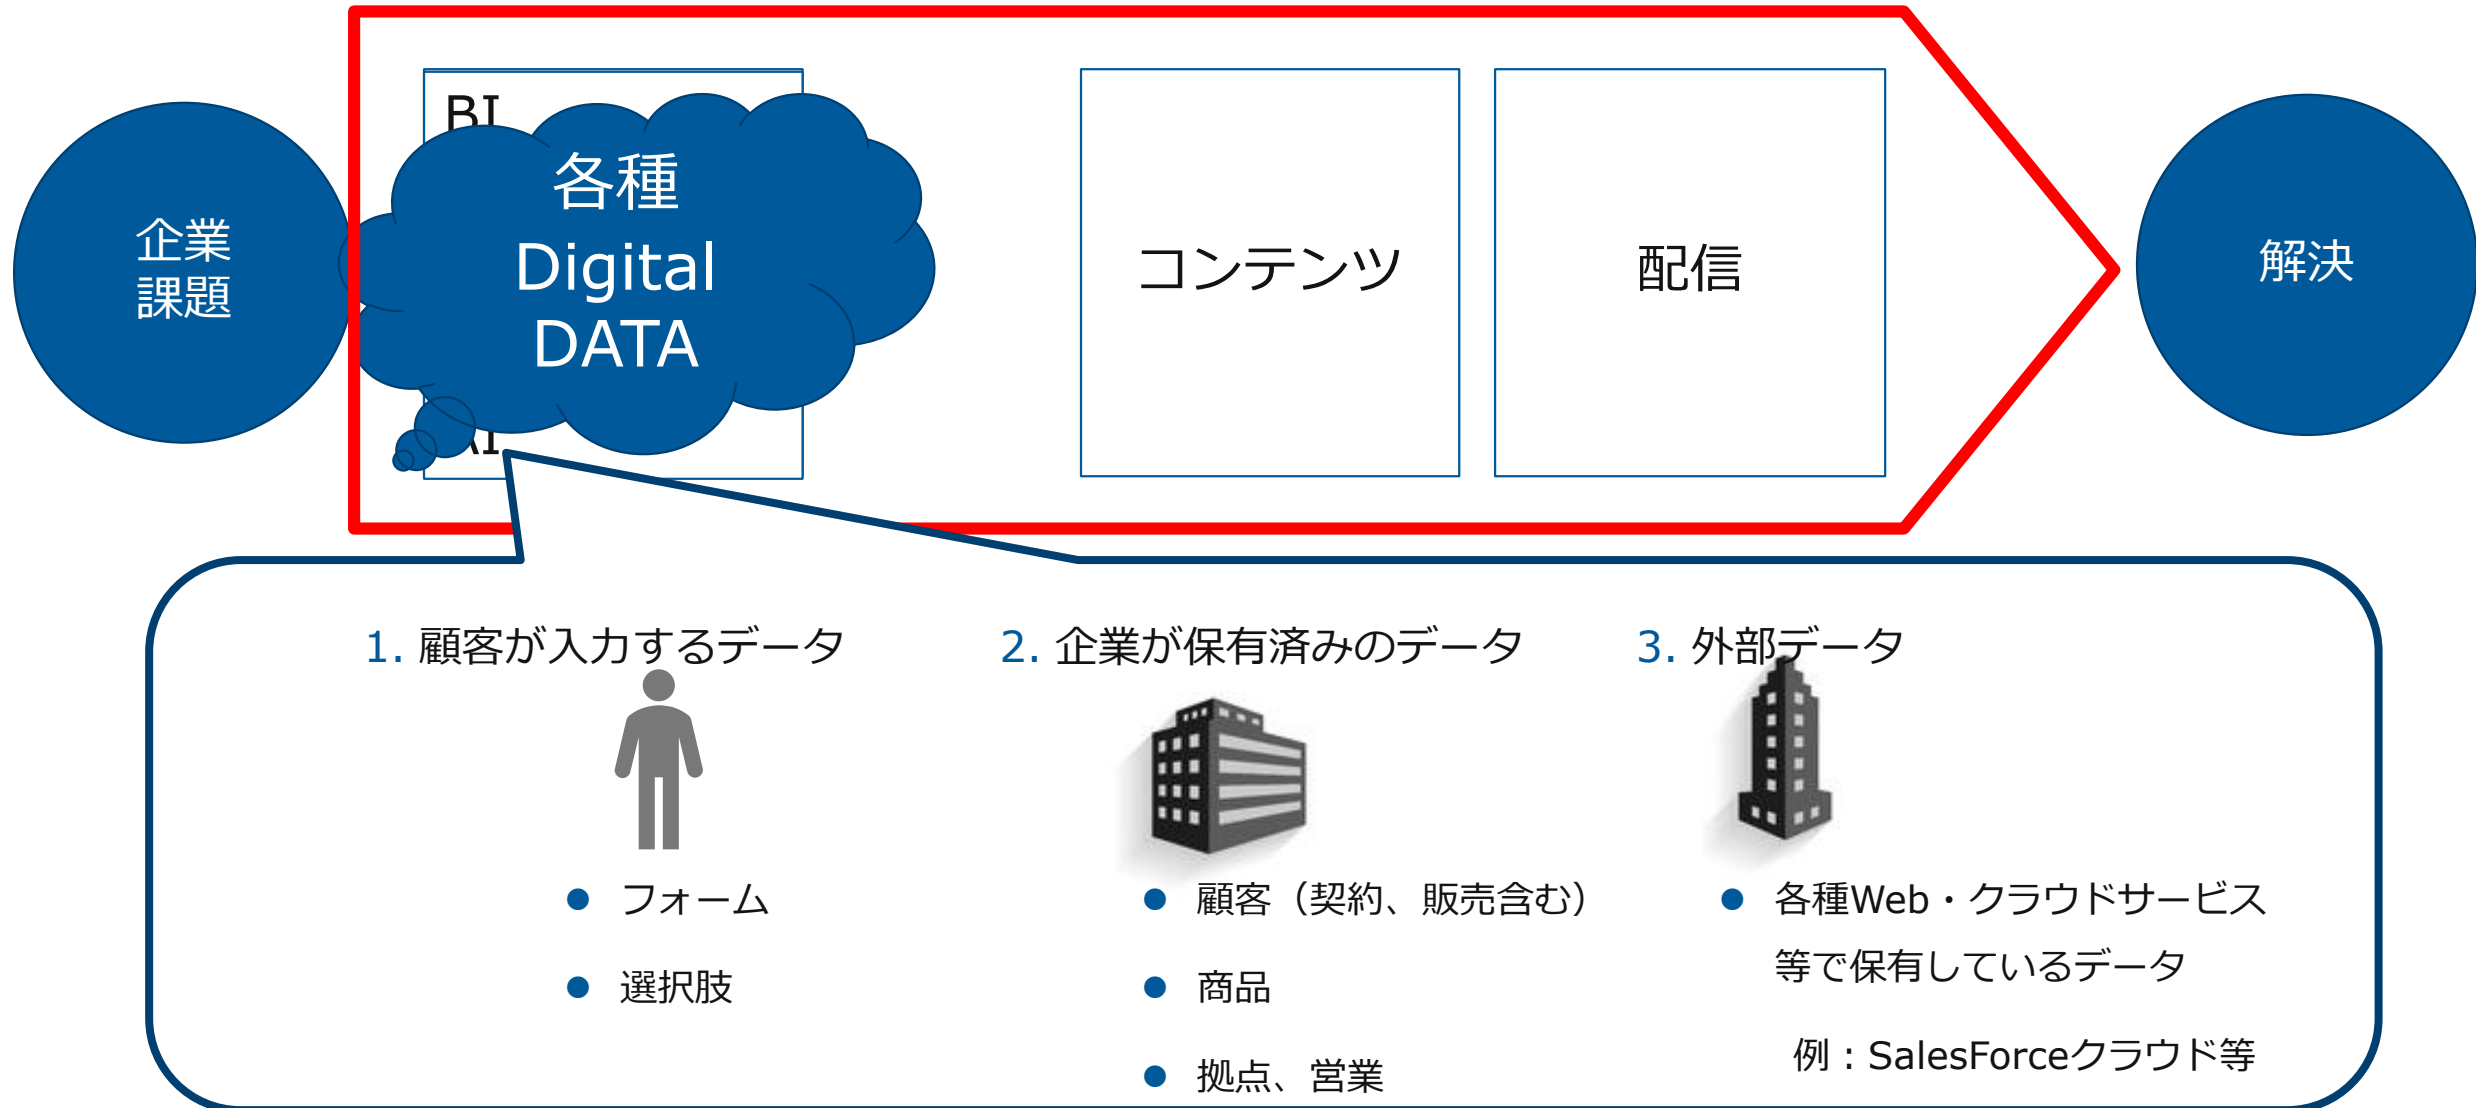 BI
各種
Digital
DATA
AI
企業
課題
コンテンツ
配信
解決
1. 顧客が入力するデータ
2. 企業が保有済みのデータ
3. 外部データ
● フォーム
● 選択肢
● 顧客（契約、販売含む）
● 商品
● 拠点、営業
● 各種Web・クラウドサービス
等で保有しているデータ
例：SalesForceクラウド等